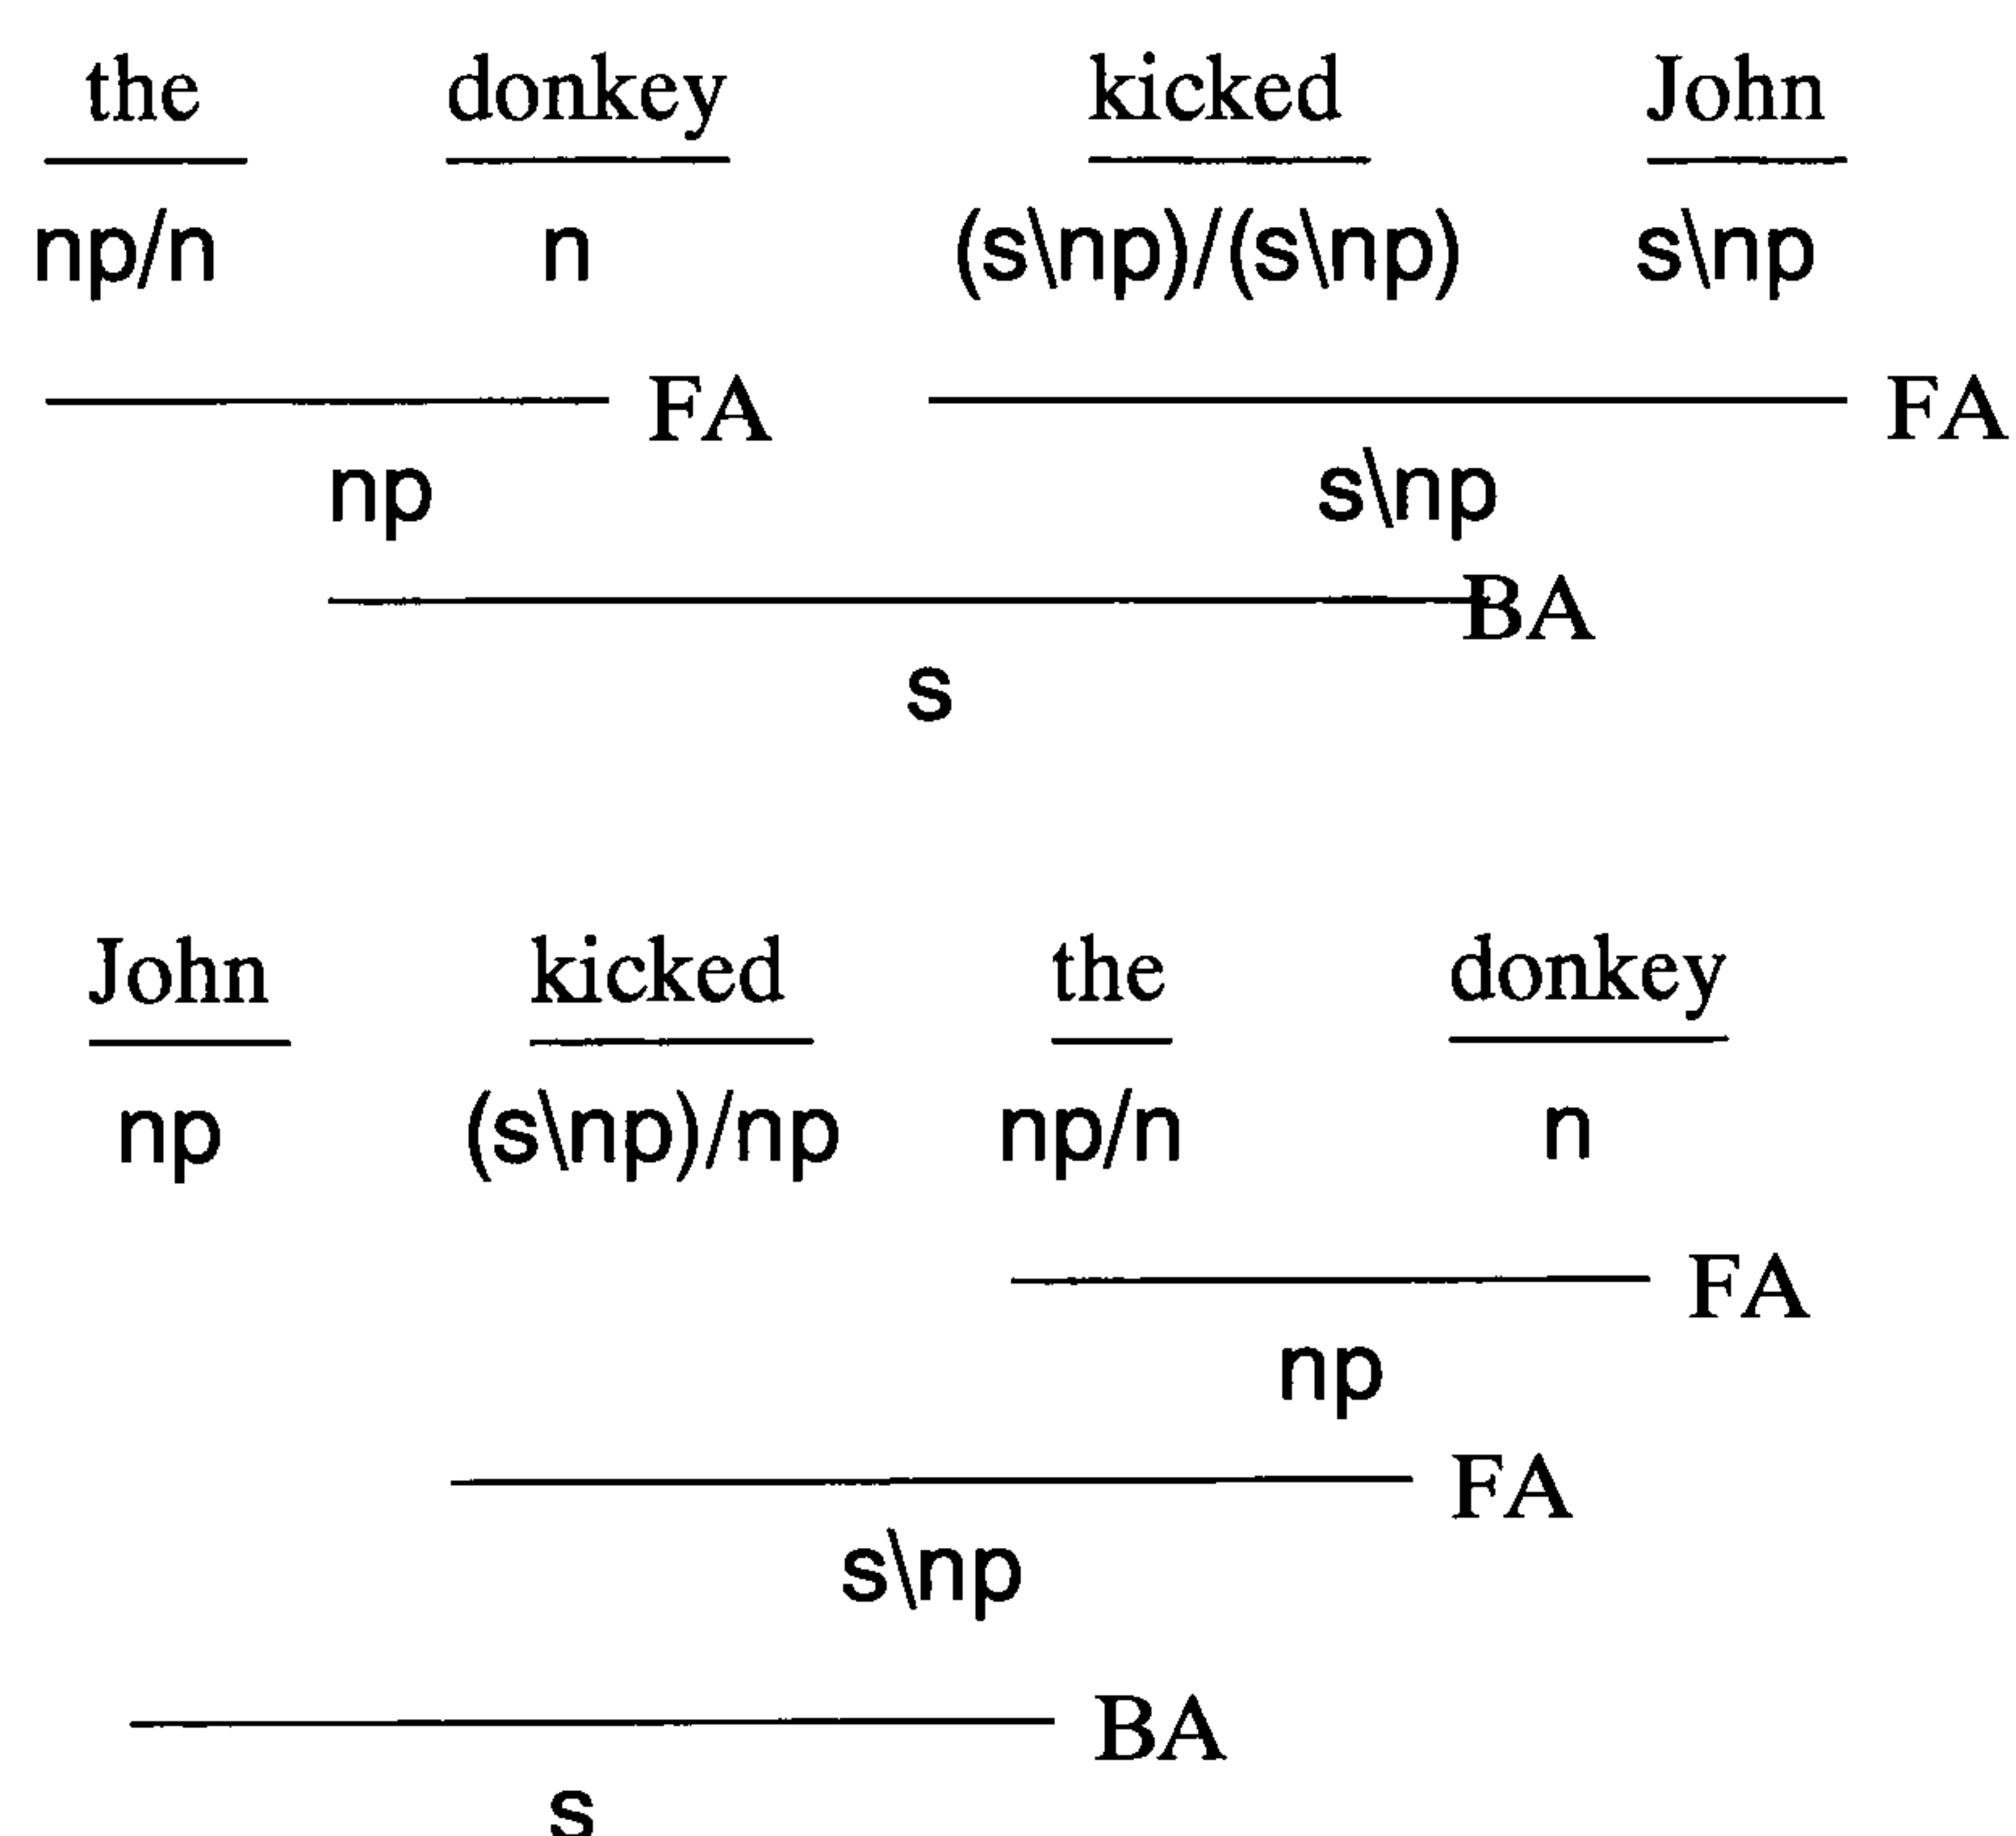 the donkey kicked John
np/n n (s\np)/(s\np) s\np
FA FA
np s\np
BA
s
John kicked the donkey
np (s\np)/np np/n n
FA
np
FA
s\np
BA
s